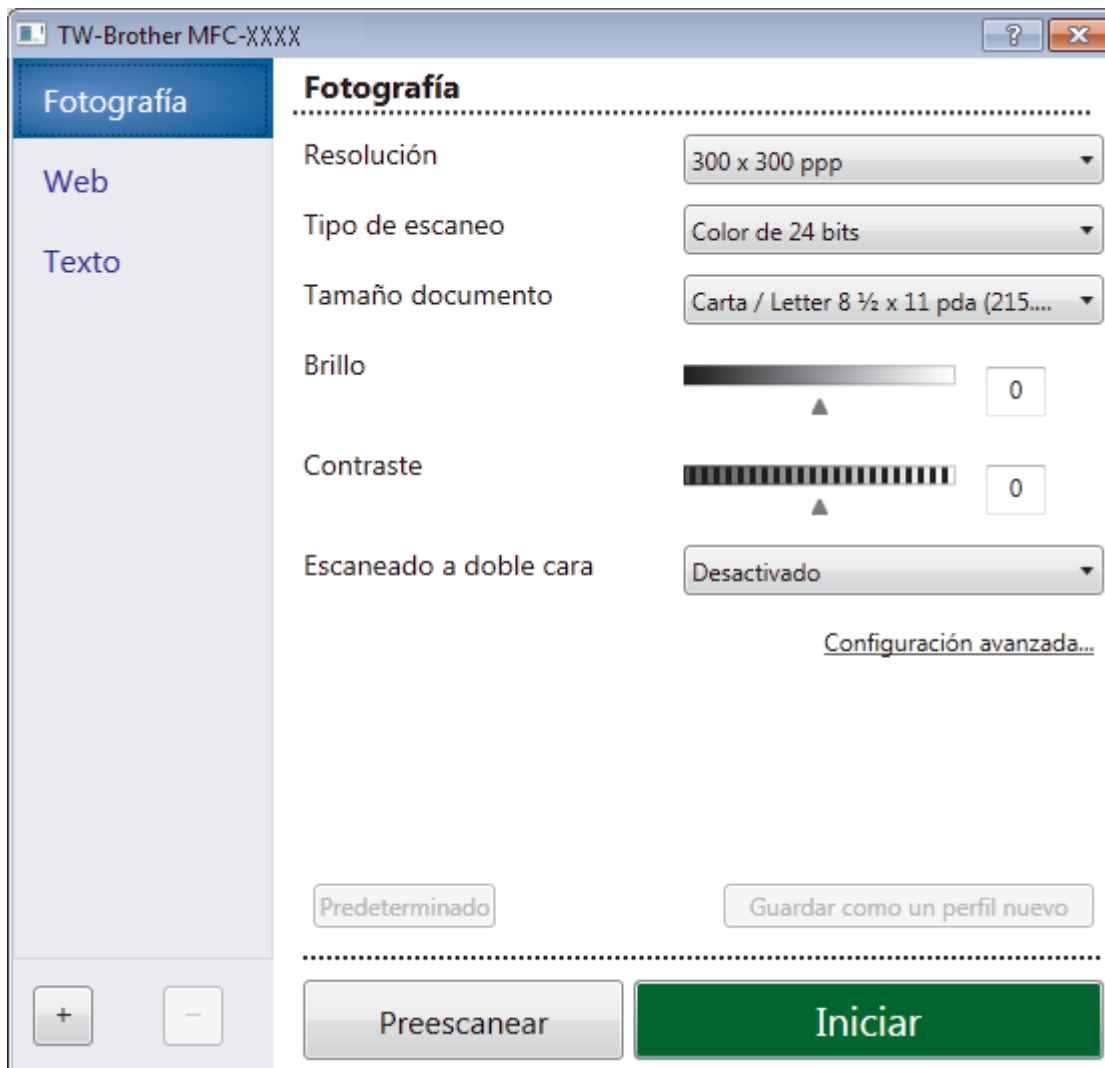 TW-Brother MFC-XXXX
?
Fotografía
Web
Texto
Fotografía
Resolución
300 x 300 ppp
Tipo de escaneo
Color de 24 bits
Tamaño documento
Carta / Letter 8 ½ x 11 pda (215....
Brillo
0
Contraste
0
Escaneado a doble cara
Desactivado
Configuración avanzada...
Predeterminado
Guardar como un perfil nuevo
+
−
Preescanear
Iniciar